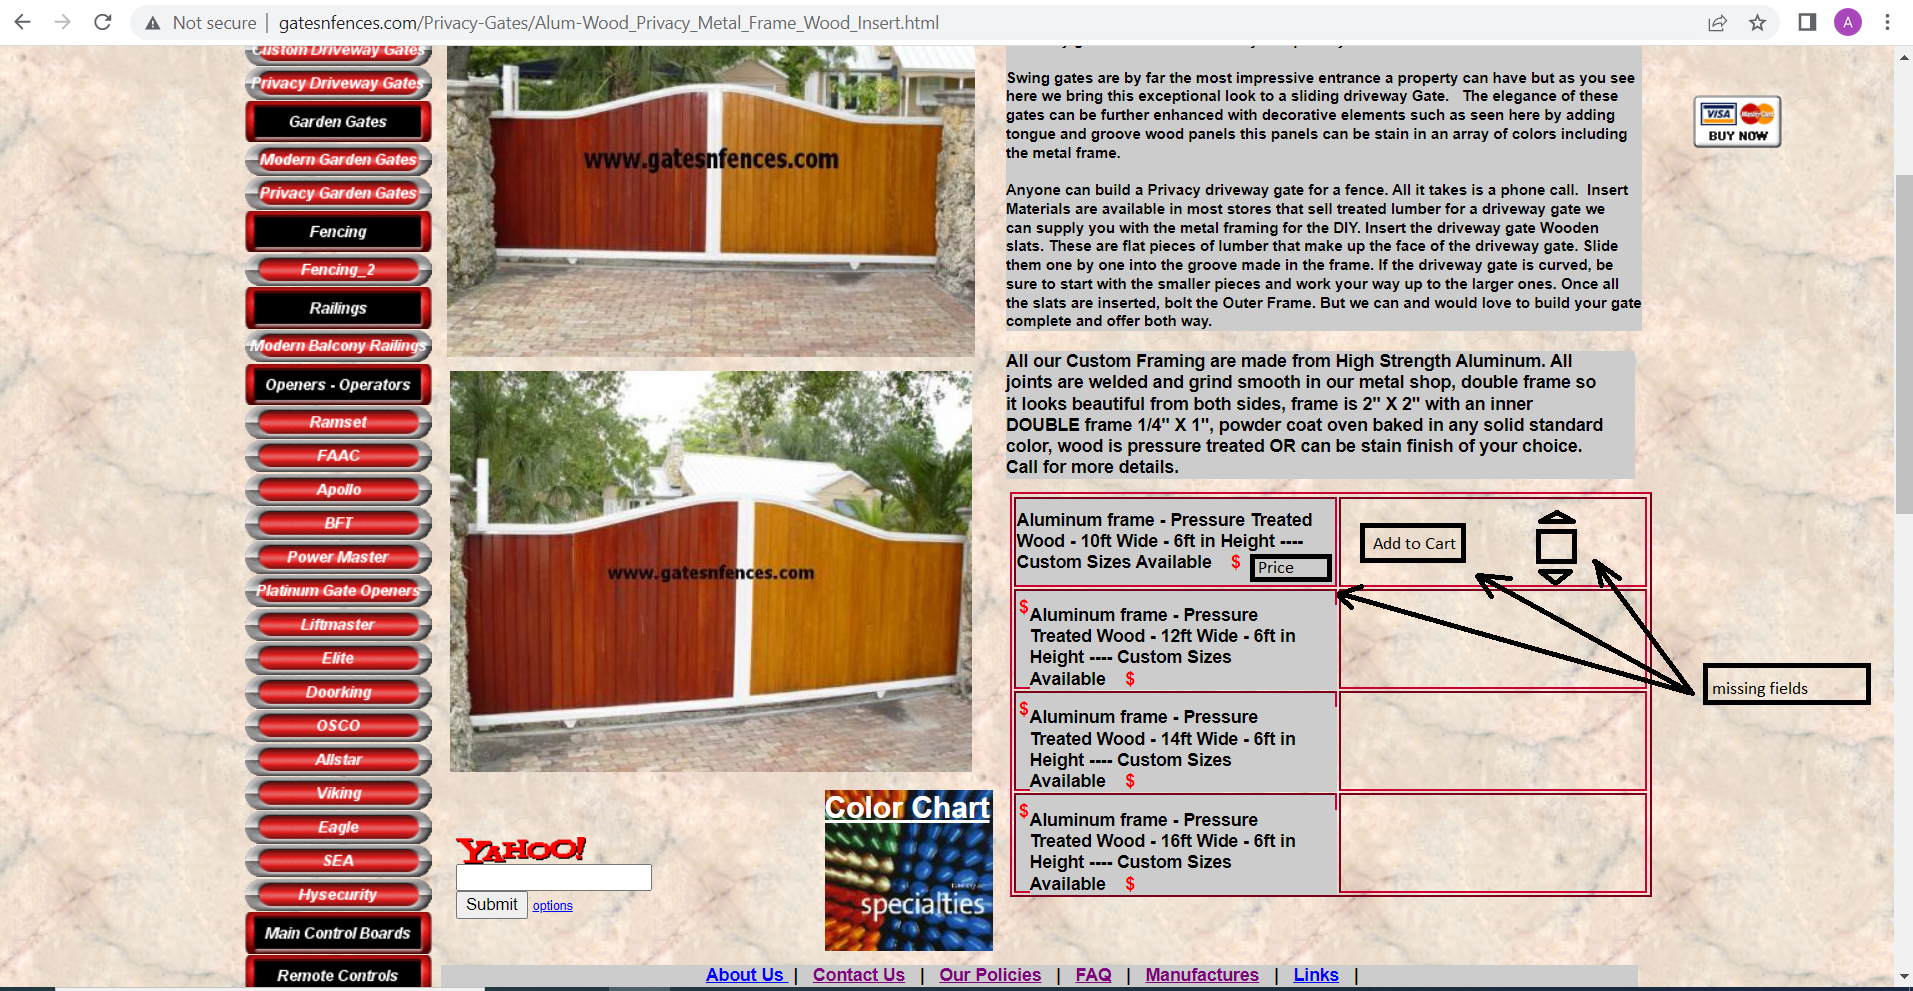 Not secure
gatesnfences.com/Privacy-Gates/Alum-Wood_Privacy_Metal_Frame_Wood_Insert.html
A
Custom Driveway Gates
Privacy Driveway Gates
Garden Gates
Modern Garden Gates
Privacy Garden Gates
Fencing
Fencing_2
Railings
Modern Balcony Railings
Openers - Operators
Ramset
FAAC
Apollo
BFT
Power Master
Platinum Gate Openers
Liftmaster
Elite
Doorking
OSCO
Allstar
Viking
Eagle
SEA
Hysecurity
Main Control Boards
Remote Controls
www.gatesnfences.com
www.gatesnfences.com
YAHOO!
Submit
options
Color Chart
specialties
Swing gates are by far the most impressive entrance a property can have but as you see
here we bring this exceptional look to a sliding driveway Gate. The elegance of these
gates can be further enhanced with decorative elements such as seen here by adding
tongue and groove wood panels this panels can be stain in an array of colors including
the metal frame.
Anyone can build a Privacy driveway gate for a fence. All it takes is a phone call. Insert
Materials are available in most stores that sell treated lumber for a driveway gate we
can supply you with the metal framing for the DIY. Insert the driveway gate Wooden
slats. These are flat pieces of lumber that make up the face of the driveway gate. Slide
them one by one into the groove made in the frame. If the driveway gate is curved, be
sure to start with the smaller pieces and work your way up to the larger ones. Once all
the slats are inserted, bolt the Outer Frame. But we can and would love to build your gate
complete and offer both way.
All our Custom Framing are made from High Strength Aluminum. All
joints are welded and grind smooth in our metal shop, double frame so
it looks beautiful from both sides, frame is 2" X 2" with an inner
DOUBLE frame 1/4" X 1", powder coat oven baked in any solid standard
color, wood is pressure treated OR can be stain finish of your choice.
Call for more details.
Aluminum frame - Pressure Treated
Wood - 10ft Wide - 6ft in Height ----
Custom Sizes Available $ Price
Add to Cart
$ Aluminum frame - Pressure
Treated Wood - 12ft Wide - 6ft in
Height ---- Custom Sizes
Available $
$ Aluminum frame - Pressure
Treated Wood - 14ft Wide - 6ft in
Height ---- Custom Sizes
Available $
$ Aluminum frame - Pressure
Treated Wood - 16ft Wide - 6ft in
Height ---- Custom Sizes
Available $
missing fields
VISA MasterCard
BUY NOW
About Us | Contact Us | Our Policies | FAQ | Manufactures | Links |